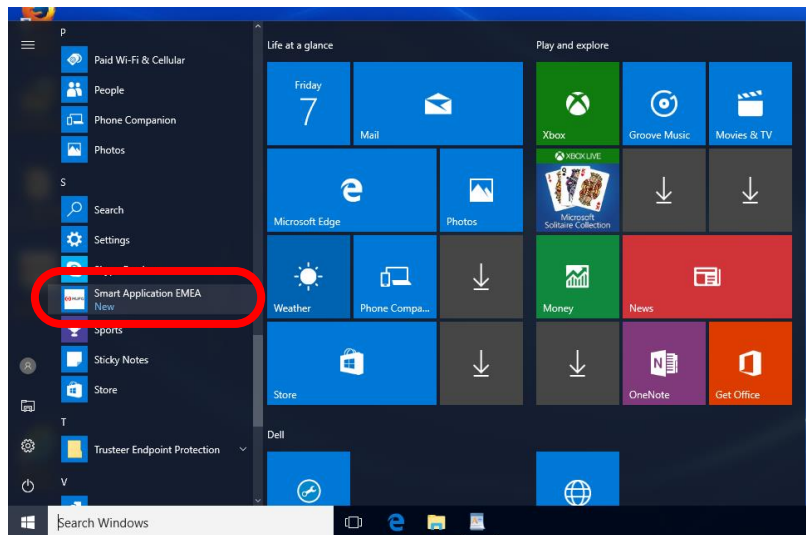 P
Paid Wi-Fi & Cellular
People
Phone Companion
Photos
S
Search
Settings
Smart Application EMEA
New
Sports
Sticky Notes
Store
T
Trusteer Endpoint Protection
V
Search Windows
Life at a glance
Friday
7
Mail
Microsoft Edge
Photos
Weather
Phone Compa...
Store
Dell
Play and explore
Xbox
Groove Music
Movies & TV
XBOX LIVE
Microsoft
Solitaire Collection
Money
News
OneNote
Get Office